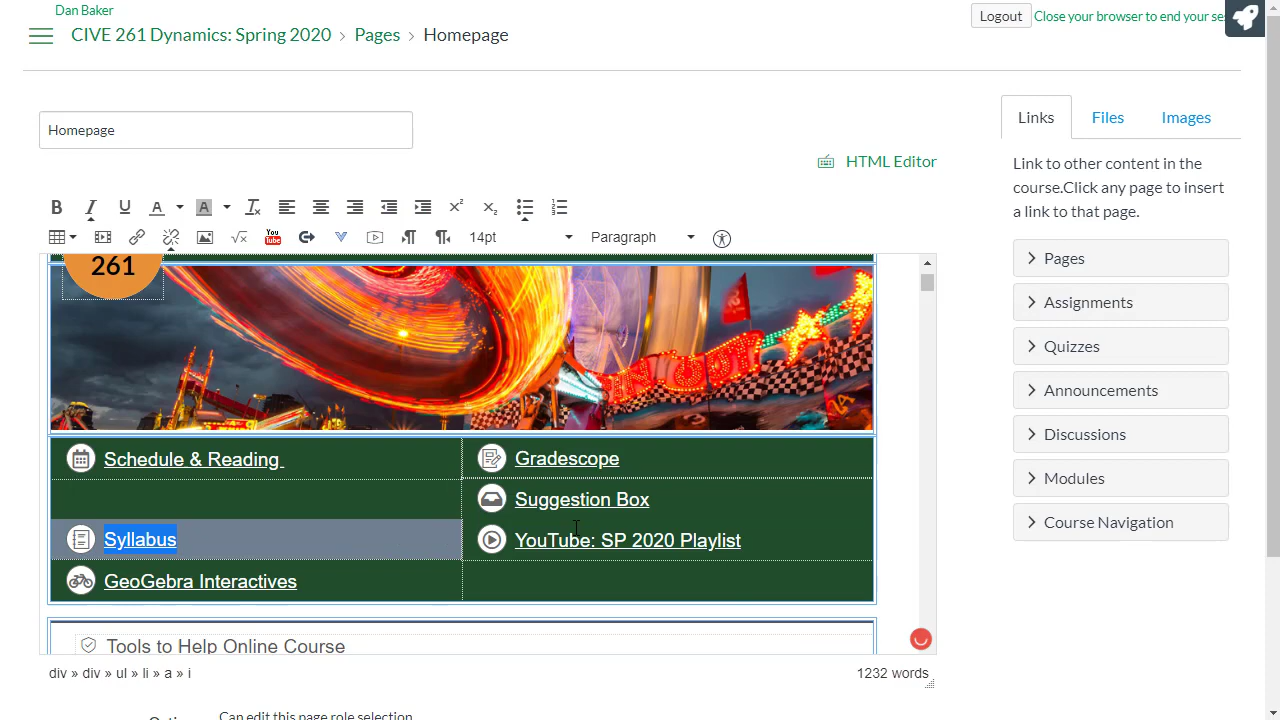 Dan Baker
Logout Close your browser to end your se
CIVE 261 Dynamics: Spring 2020 > Pages > Homepage
Links Files Images
Homepage
HTML Editor
Link to other content in the
course.Click any page to insert
a link to that page.
B I U A A
14pt Paragraph
You
Tube
Pages
Assignments
Quizzes
Announcements
Discussions
Modules
Course Navigation
261
Schedule & Reading
Gradescope
Suggestion Box
Syllabus
YouTube: SP 2020 Playlist
GeoGebra Interactives
Tools to Help Online Course
div » div » ul » li » a » i
1232 words
Can edit this page role selection